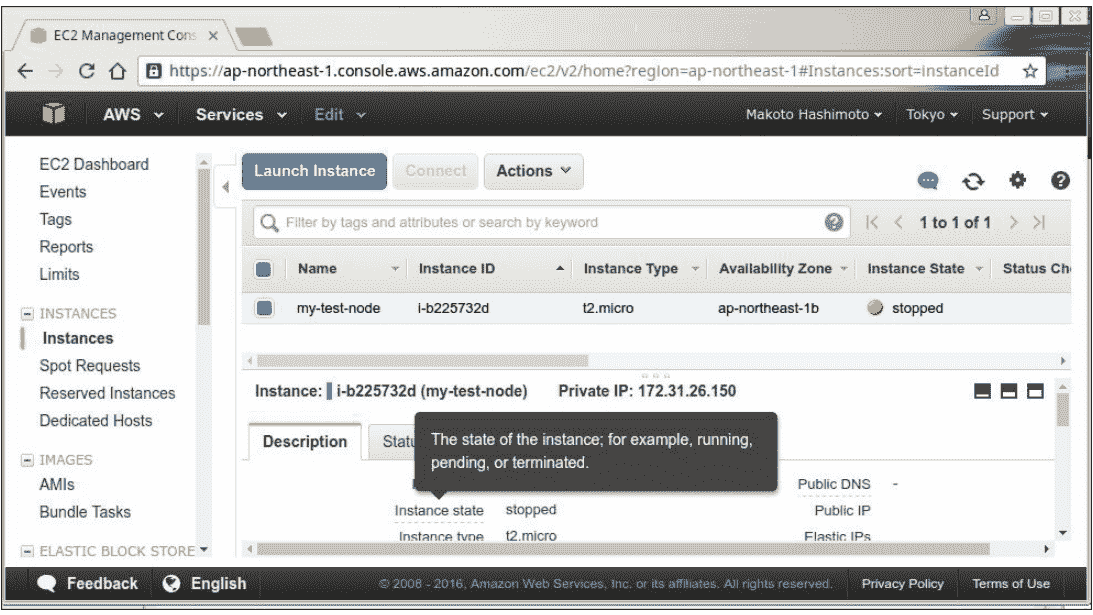 EC2 Management Cons
https://ap-northeast-1.console.aws.amazon.com/ec2/v2/home?region=ap-northeast-1#Instances:sort=instanceId
AWS Services Edit Makoto Hashimoto Tokyo Support
EC2 Dashboard
Events
Tags
Reports
Limits
INSTANCES
Instances
Spot Requests
Reserved Instances
Dedicated Hosts
IMAGES
AMIs
Bundle Tasks
ELASTIC BLOCK STORE
Launch Instance Connect Actions
Filter by tags and attributes or search by keyword 1 to 1 of 1
Name Instance ID Instance Type Availability Zone Instance State Status Ch
my-test-node i-b225732d t2.micro ap-northeast-1b stopped
Instance: i-b225732d (my-test-node) Private IP: 172.31.26.150
Description Statu
The state of the instance; for example, running,
pending, or terminated.
Public DNS -
Instance state stopped Public IP
Instance type t2.micro Elastic IPs
Feedback English © 2008 - 2016, Amazon Web Services, Inc. or its affiliates. All rights reserved. Privacy Policy Terms of Use